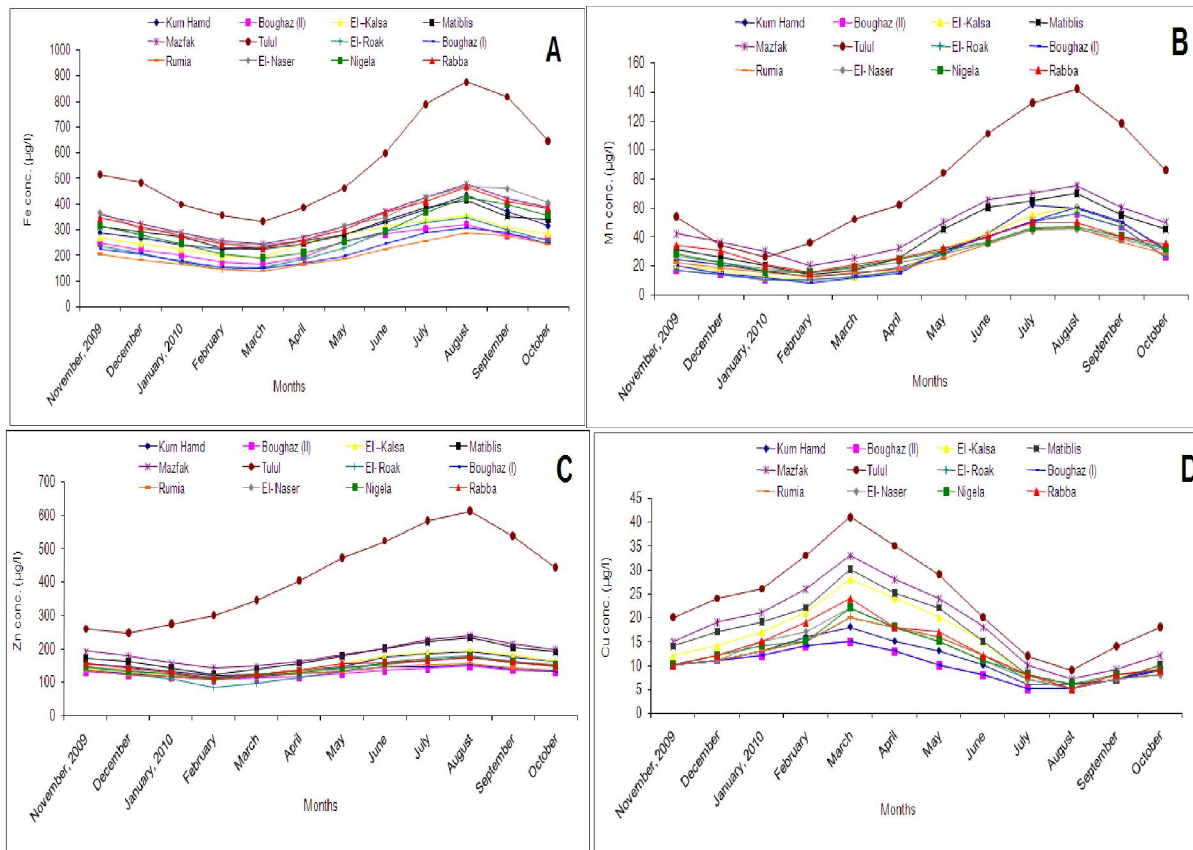 Kum Hamd Boughaz (II) El -Kalsa Matiblis
Mazfak Tulul El- Roak Boughaz (I)
Rumia El- Naser Nigela Rabba
A
Fe conc. (µg/l)
1000
900
800
700
600
500
400
300
200
100
0
November, 2009 December January, 2010 February March April May June July August September October
Months
Kum Hamd Boughaz (II) El -Kalsa Matiblis
Mazfak Tulul El- Roak Boughaz (I)
Rumia El- Naser Nigela Rabba
B
Mn conc. (µg/l)
160
140
120
100
80
60
40
20
0
November, 2009 December January, 2010 February March April May June July August September October
Months
Kum Hamd Boughaz (II) El -Kalsa Matiblis
Mazfak Tulul El- Roak Boughaz (I)
Rumia El- Naser Nigela Rabba
C
Zn conc. (µg/l)
700
600
500
400
300
200
100
0
November, 2009 December January, 2010 February March April May June July August September October
Months
Kum Hamd Boughaz (II) El -Kalsa Matiblis
Mazfak Tulul El- Roak Boughaz (I)
Rumia El- Naser Nigela Rabba
D
Cu conc. (µg/l)
45
40
35
30
25
20
15
10
5
0
November, 2009 December January, 2010 February March April May June July August September October
Months